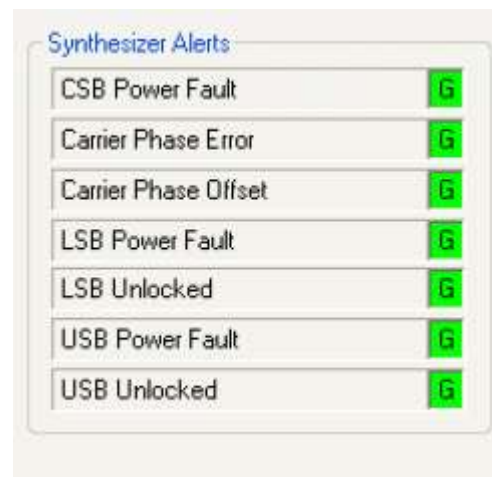 Synthesizer Alerts
CSB Power Fault G
Carrier Phase Error G
Carrier Phase Offset G
LSB Power Fault G
LSB Unlocked G
USB Power Fault G
USB Unlocked G